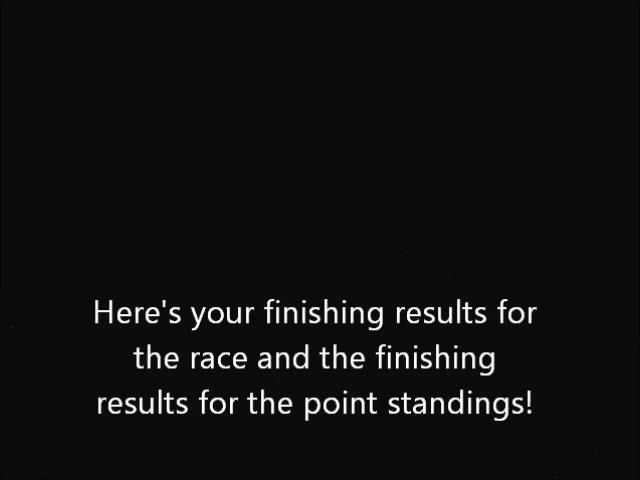 Here's your finishing results for
the race and the finishing
results for the point standings!